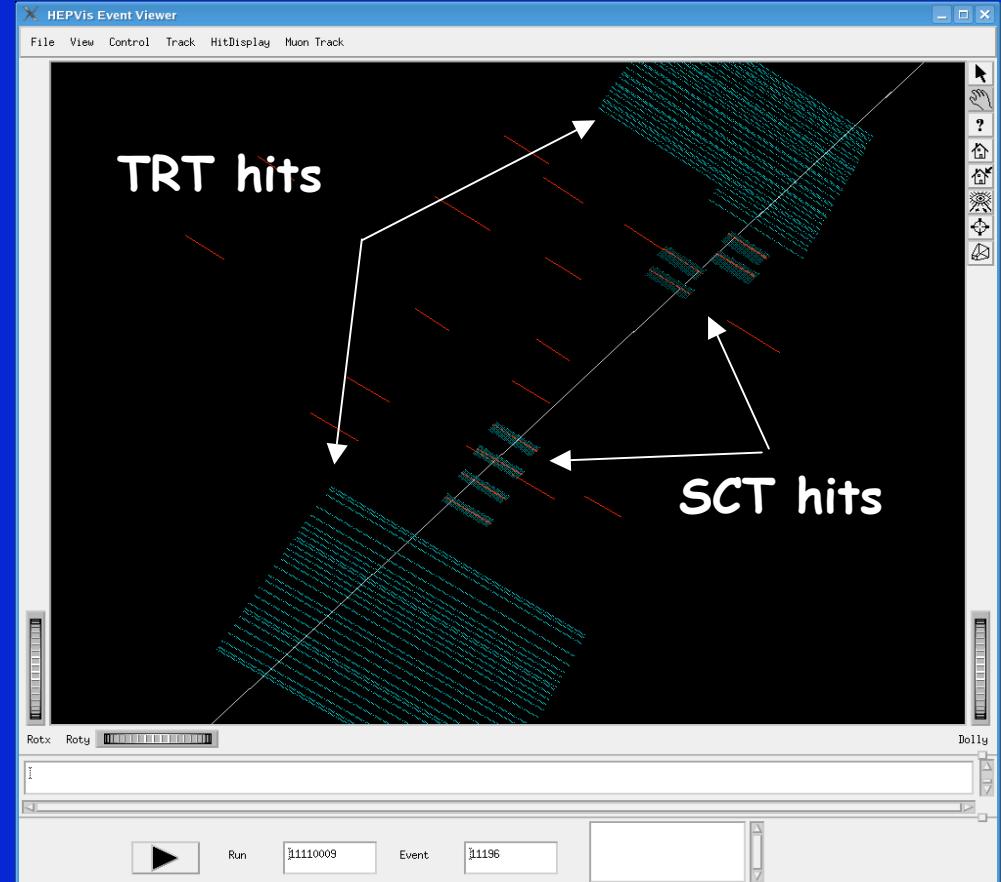 HEPVis Event Viewer
File View Control Track HitDisplay Muon Track
TRT hits
SCT hits
Rotx Roty Dolly
Run 11110009 Event 11196